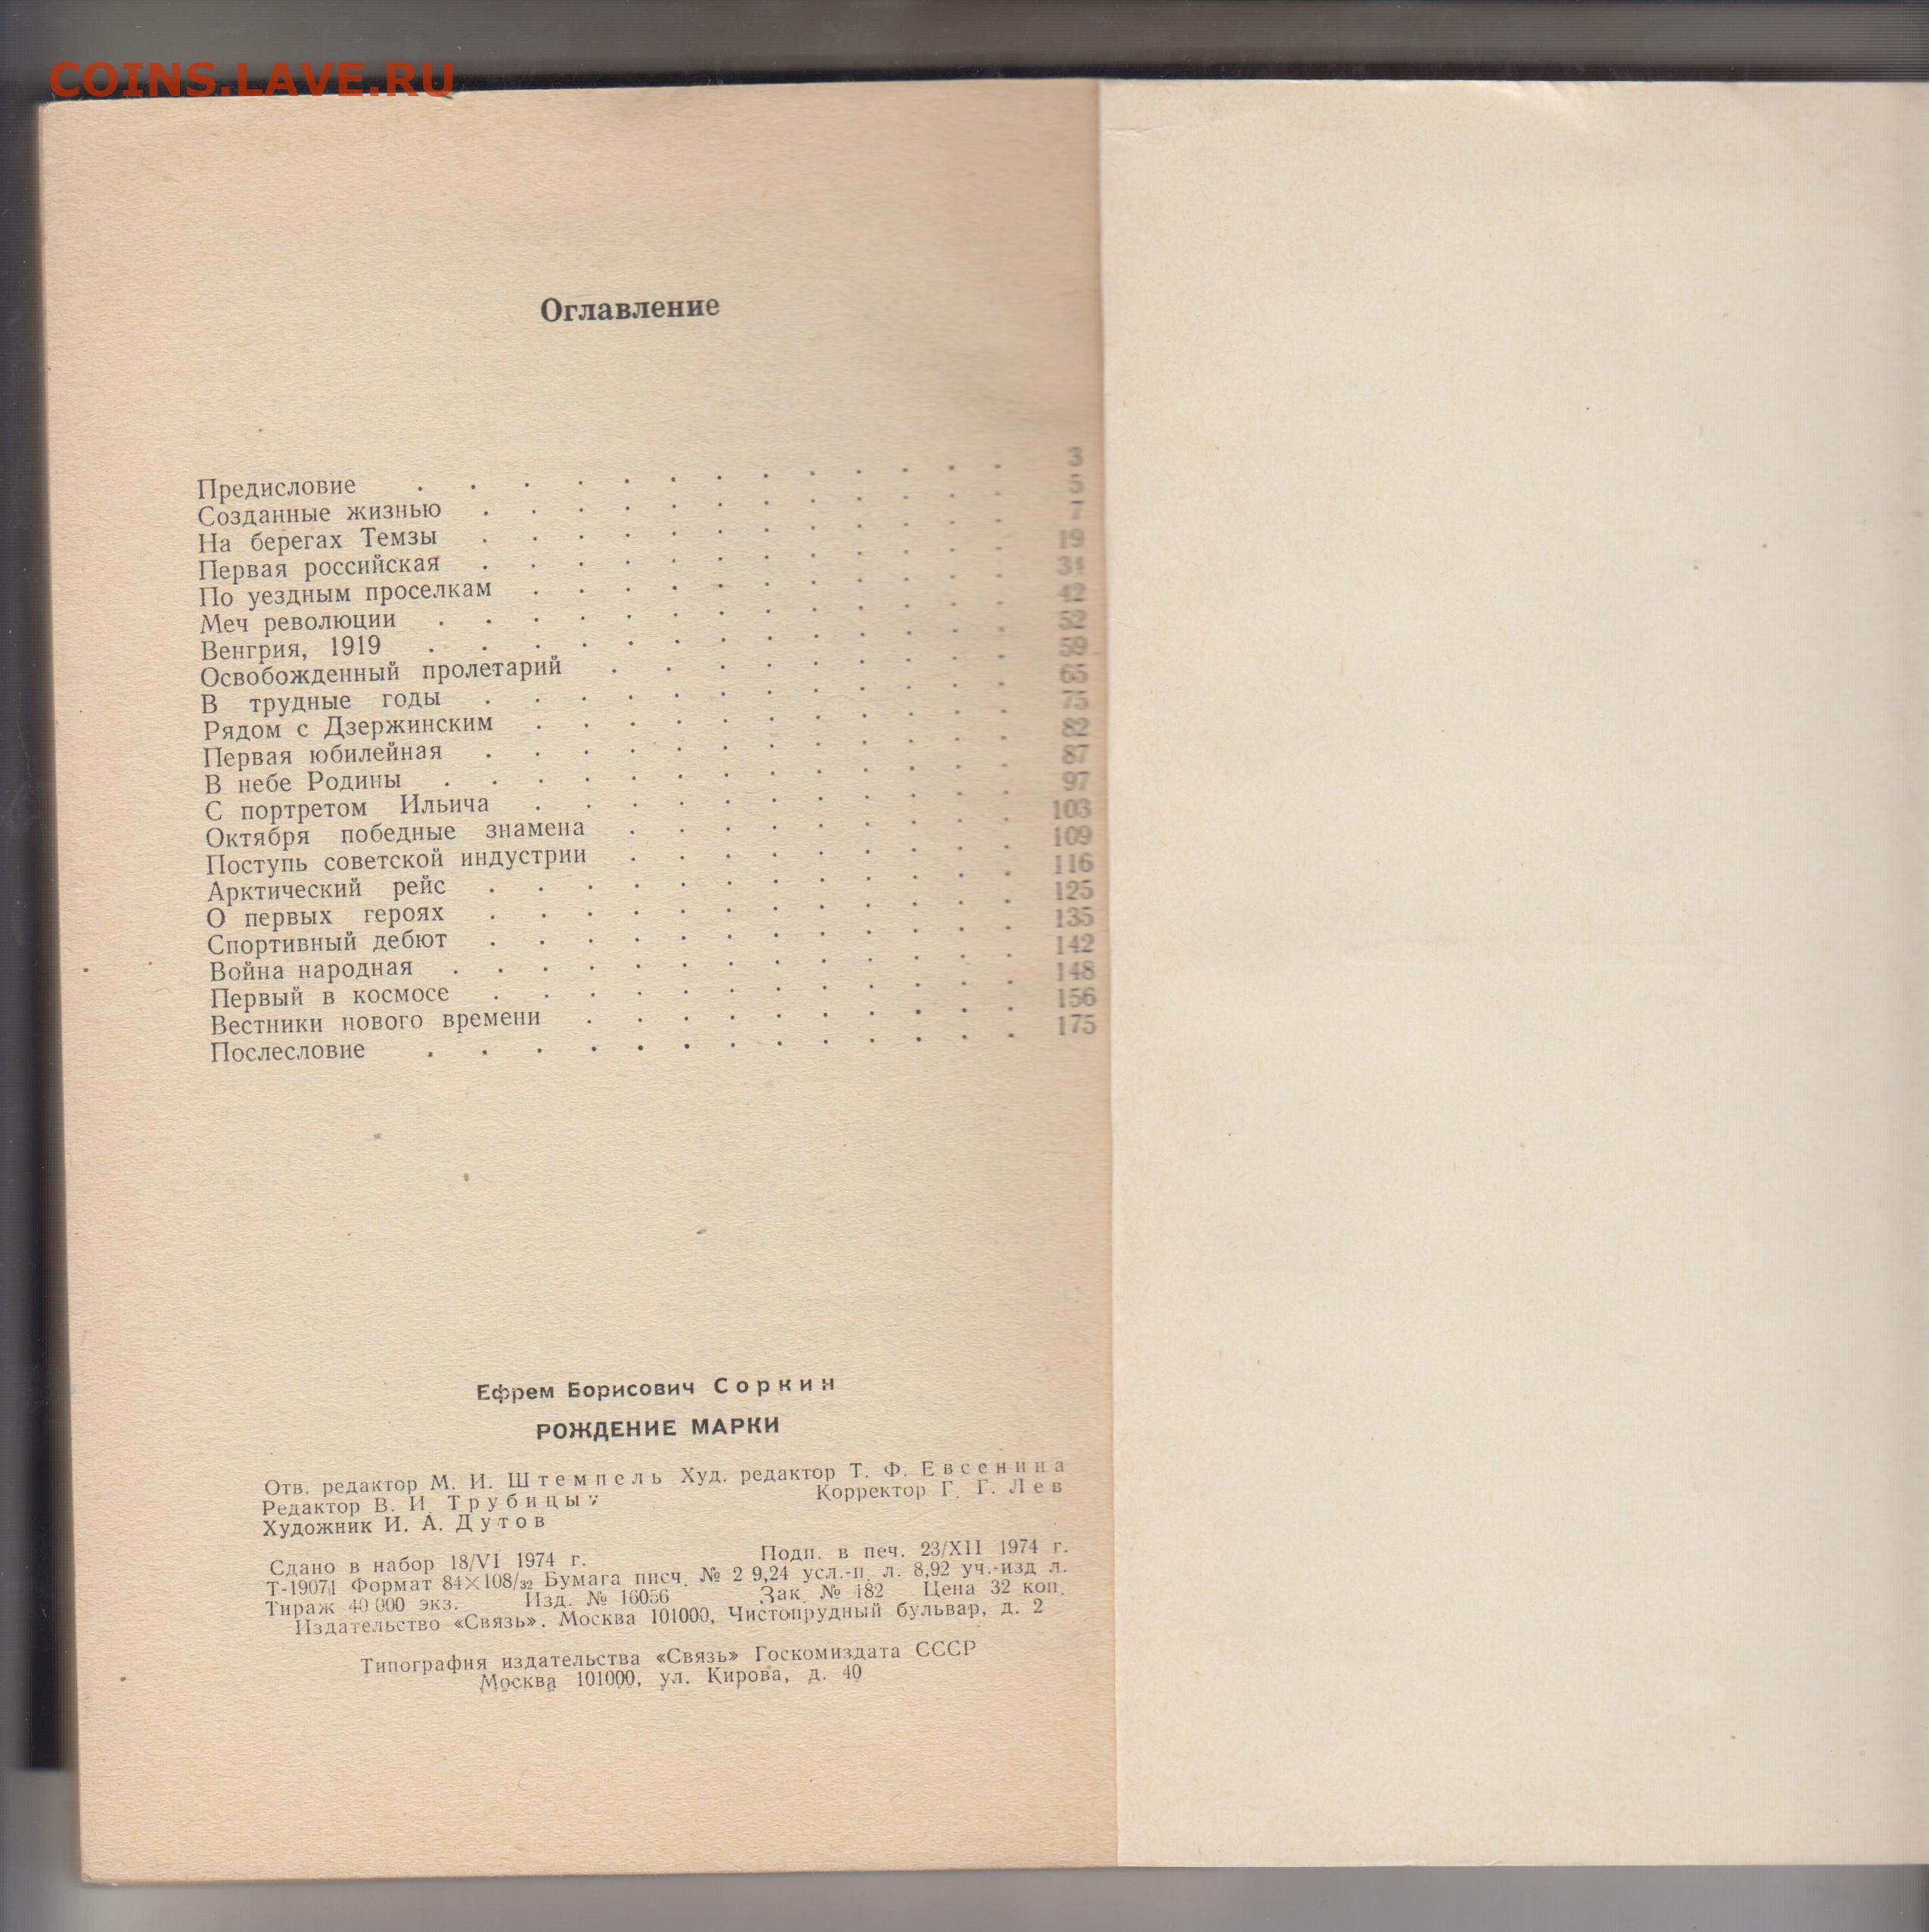 COINS.LAVE.RU
Оглавление
Предисловие . . . . . . . . . . . . 3
Созданные жизнью . . . . . . . . . . . 5
На берегах Темзы . . . . . . . . . . . 7
Первая российская . . . . . . . . . . . 19
По уездным проселкам . . . . . . . . . . 31
Меч революции . . . . . . . . . . . . 42
Венгрия, 1919 . . . . . . . . . . . . 52
Освобожденный пролетарий . . . . . . . . . 59
В трудные годы . . . . . . . . . . . 65
Рядом с Дзержинским . . . . . . . . . . 75
Первая юбилейная . . . . . . . . . . . 82
В небе Родины . . . . . . . . . . . . 87
С портретом Ильича . . . . . . . . . . 97
Октября победные знамена . . . . . . . . 103
Поступь советской индустрии . . . . . . . . 109
Арктический рейс . . . . . . . . . . . 116
О первых героях . . . . . . . . . . . 125
Спортивный дебют . . . . . . . . . . . 135
Война народная . . . . . . . . . . . . 142
Первый в космосе . . . . . . . . . . . 148
Вестники нового времени . . . . . . . . . 156
Послесловие . . . . . . . . . . . . 175
Ефрем Борисович Соркин
РОЖДЕНИЕ МАРКИ
Отв. редактор М. И. Штемпель Худ. редактор Т. Ф. Евсенина
Редактор В. И. Трубицын Корректор Г. Г. Лев
Художник И. А. Дутов
Сдано в набор 18/VI 1974 г. Подп. в печ. 23/XII 1974 г.
Т-19071 Формат 84×108/32 Бумага писч. № 2 9,24 усл.-п. л. 8,92 уч.-изд л.
Тираж 40 000 экз. Изд. № 16056 Зак. № 182 Цена 32 коп.
Издательство «Связь». Москва 101000, Чистопрудный бульвар, д. 2
Типография издательства «Связь» Госкомиздата СССР
Москва 101000, ул. Кирова, д. 40